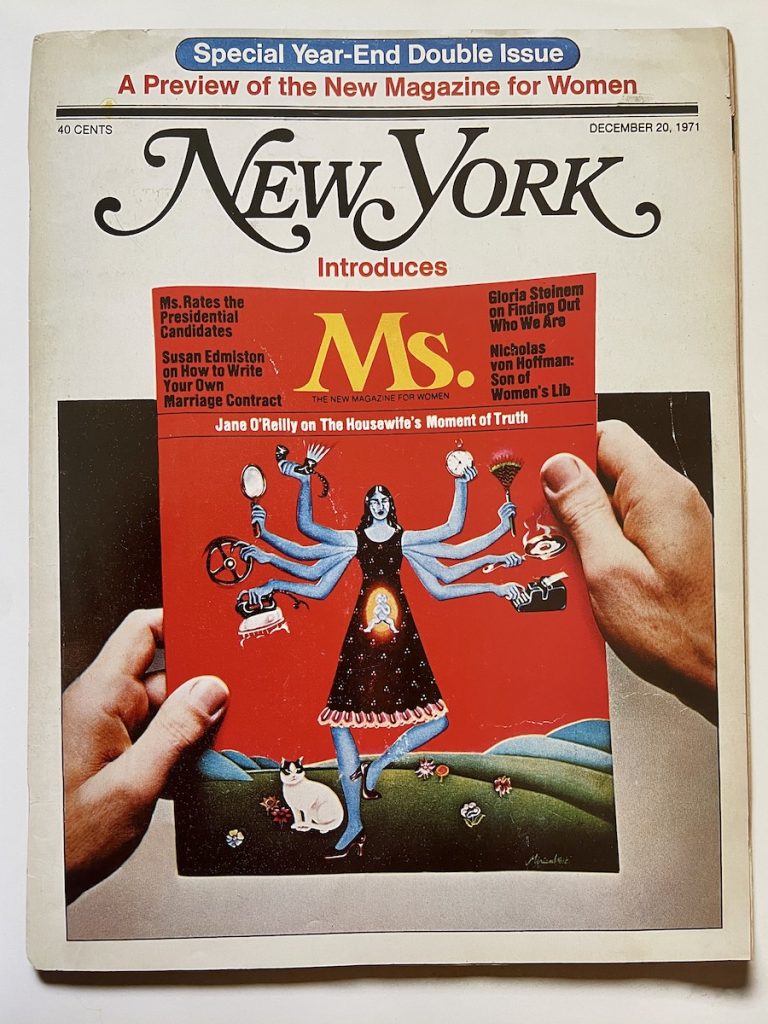 Special Year-End Double Issue
A Preview of the New Magazine for Women
40 CENTS
DECEMBER 20, 1971
NEW YORK
Introduces
Ms. Rates the
Presidential
Candidates
Susan Edmiston
on How to Write
Your Own
Marriage Contract
Ms.
THE NEW MAGAZINE FOR WOMEN
Gloria Steinem
on Finding Out
Who We Are
Nicholas
von Hoffman:
Son of
Women's Lib
Jane O'Reilly on The Housewife's Moment of Truth